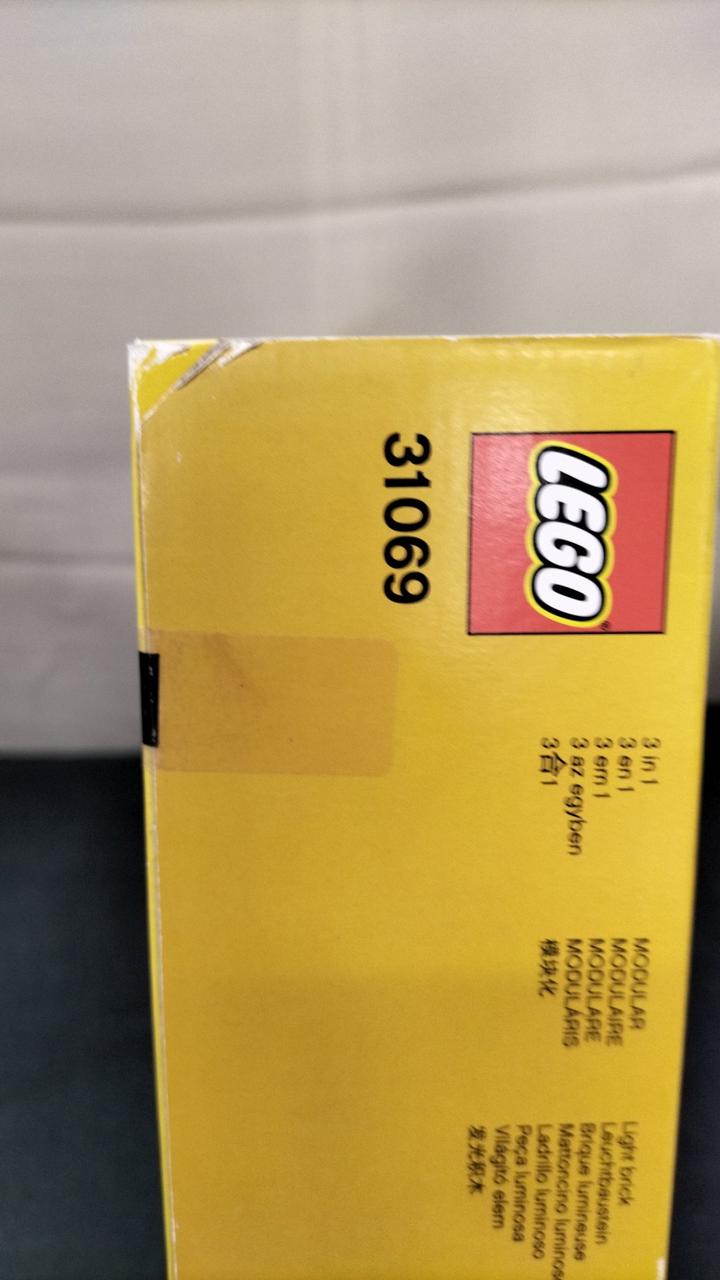 LEGO®
31069
3 in 1
3 en 1
3 em 1
3 az egyben
3合1
MODULAR
MODULAIRE
MODULARE
MODULÁRIS
模块化
Light brick
Leuchtbaustein
Brique lumineuse
Mattoncino luminos
Ladrillo luminoso
Peça luminosa
Világító elem
发光积木